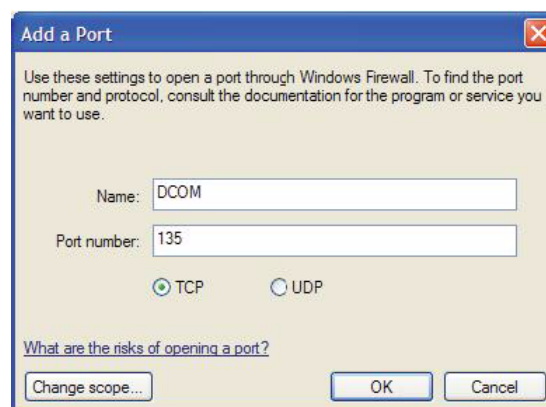 Add a Port
Use these settings to open a port through Windows Firewall. To find the port
number and protocol, consult the documentation for the program or service you
want to use.
Name: DCOM
Port number: 135
TCP UDP
What are the risks of opening a port?
Change scope... OK Cancel